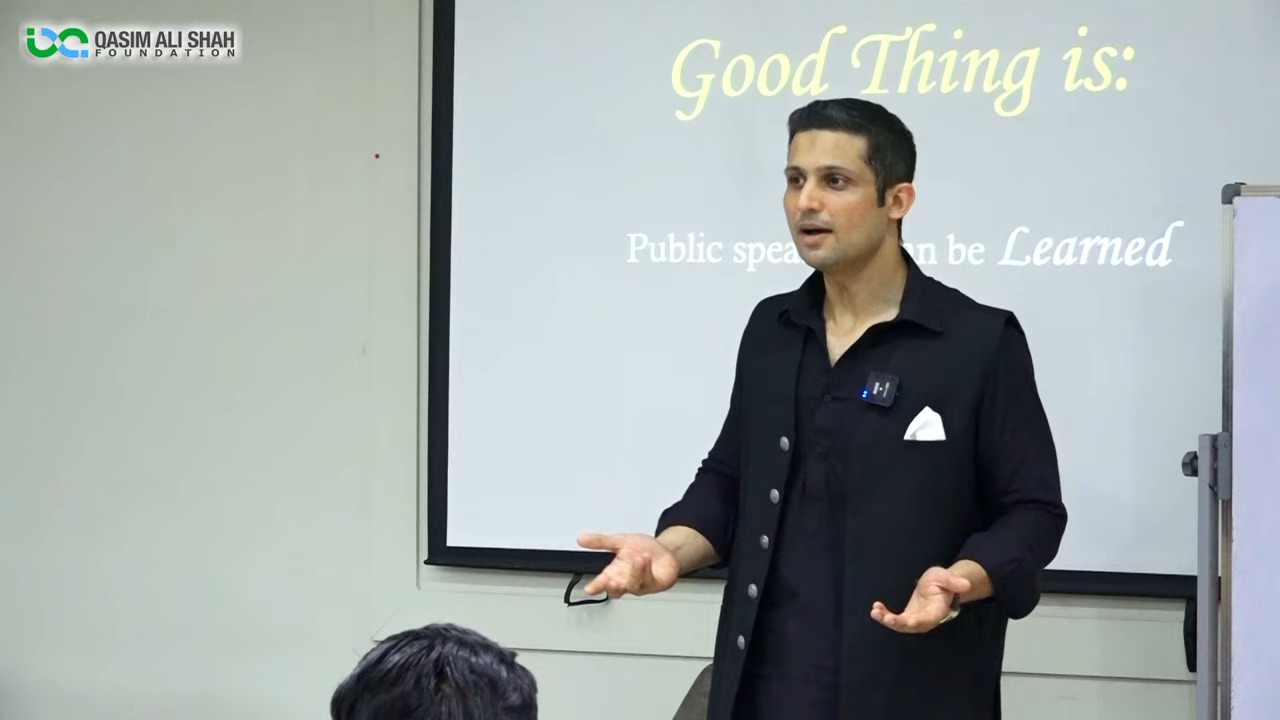 QASIM ALI SHAH
FOUNDATION
Good Thing is:
Public be Learned